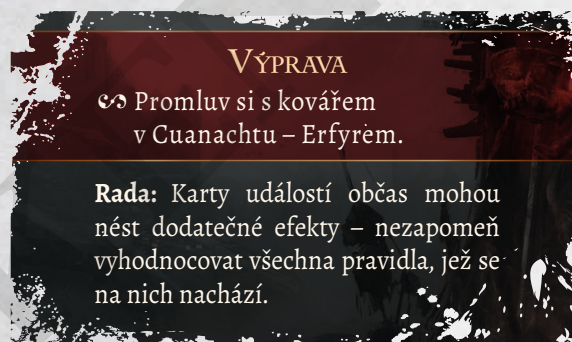 Výprava
Promluv si s kovářem
v Cuanachtu – Erfyrem.
Rada: Karty událostí občas mohou
nést dodatečné efekty – nezapomeň
vyhodnocovat všechna pravidla, jež se
na nich nachází.